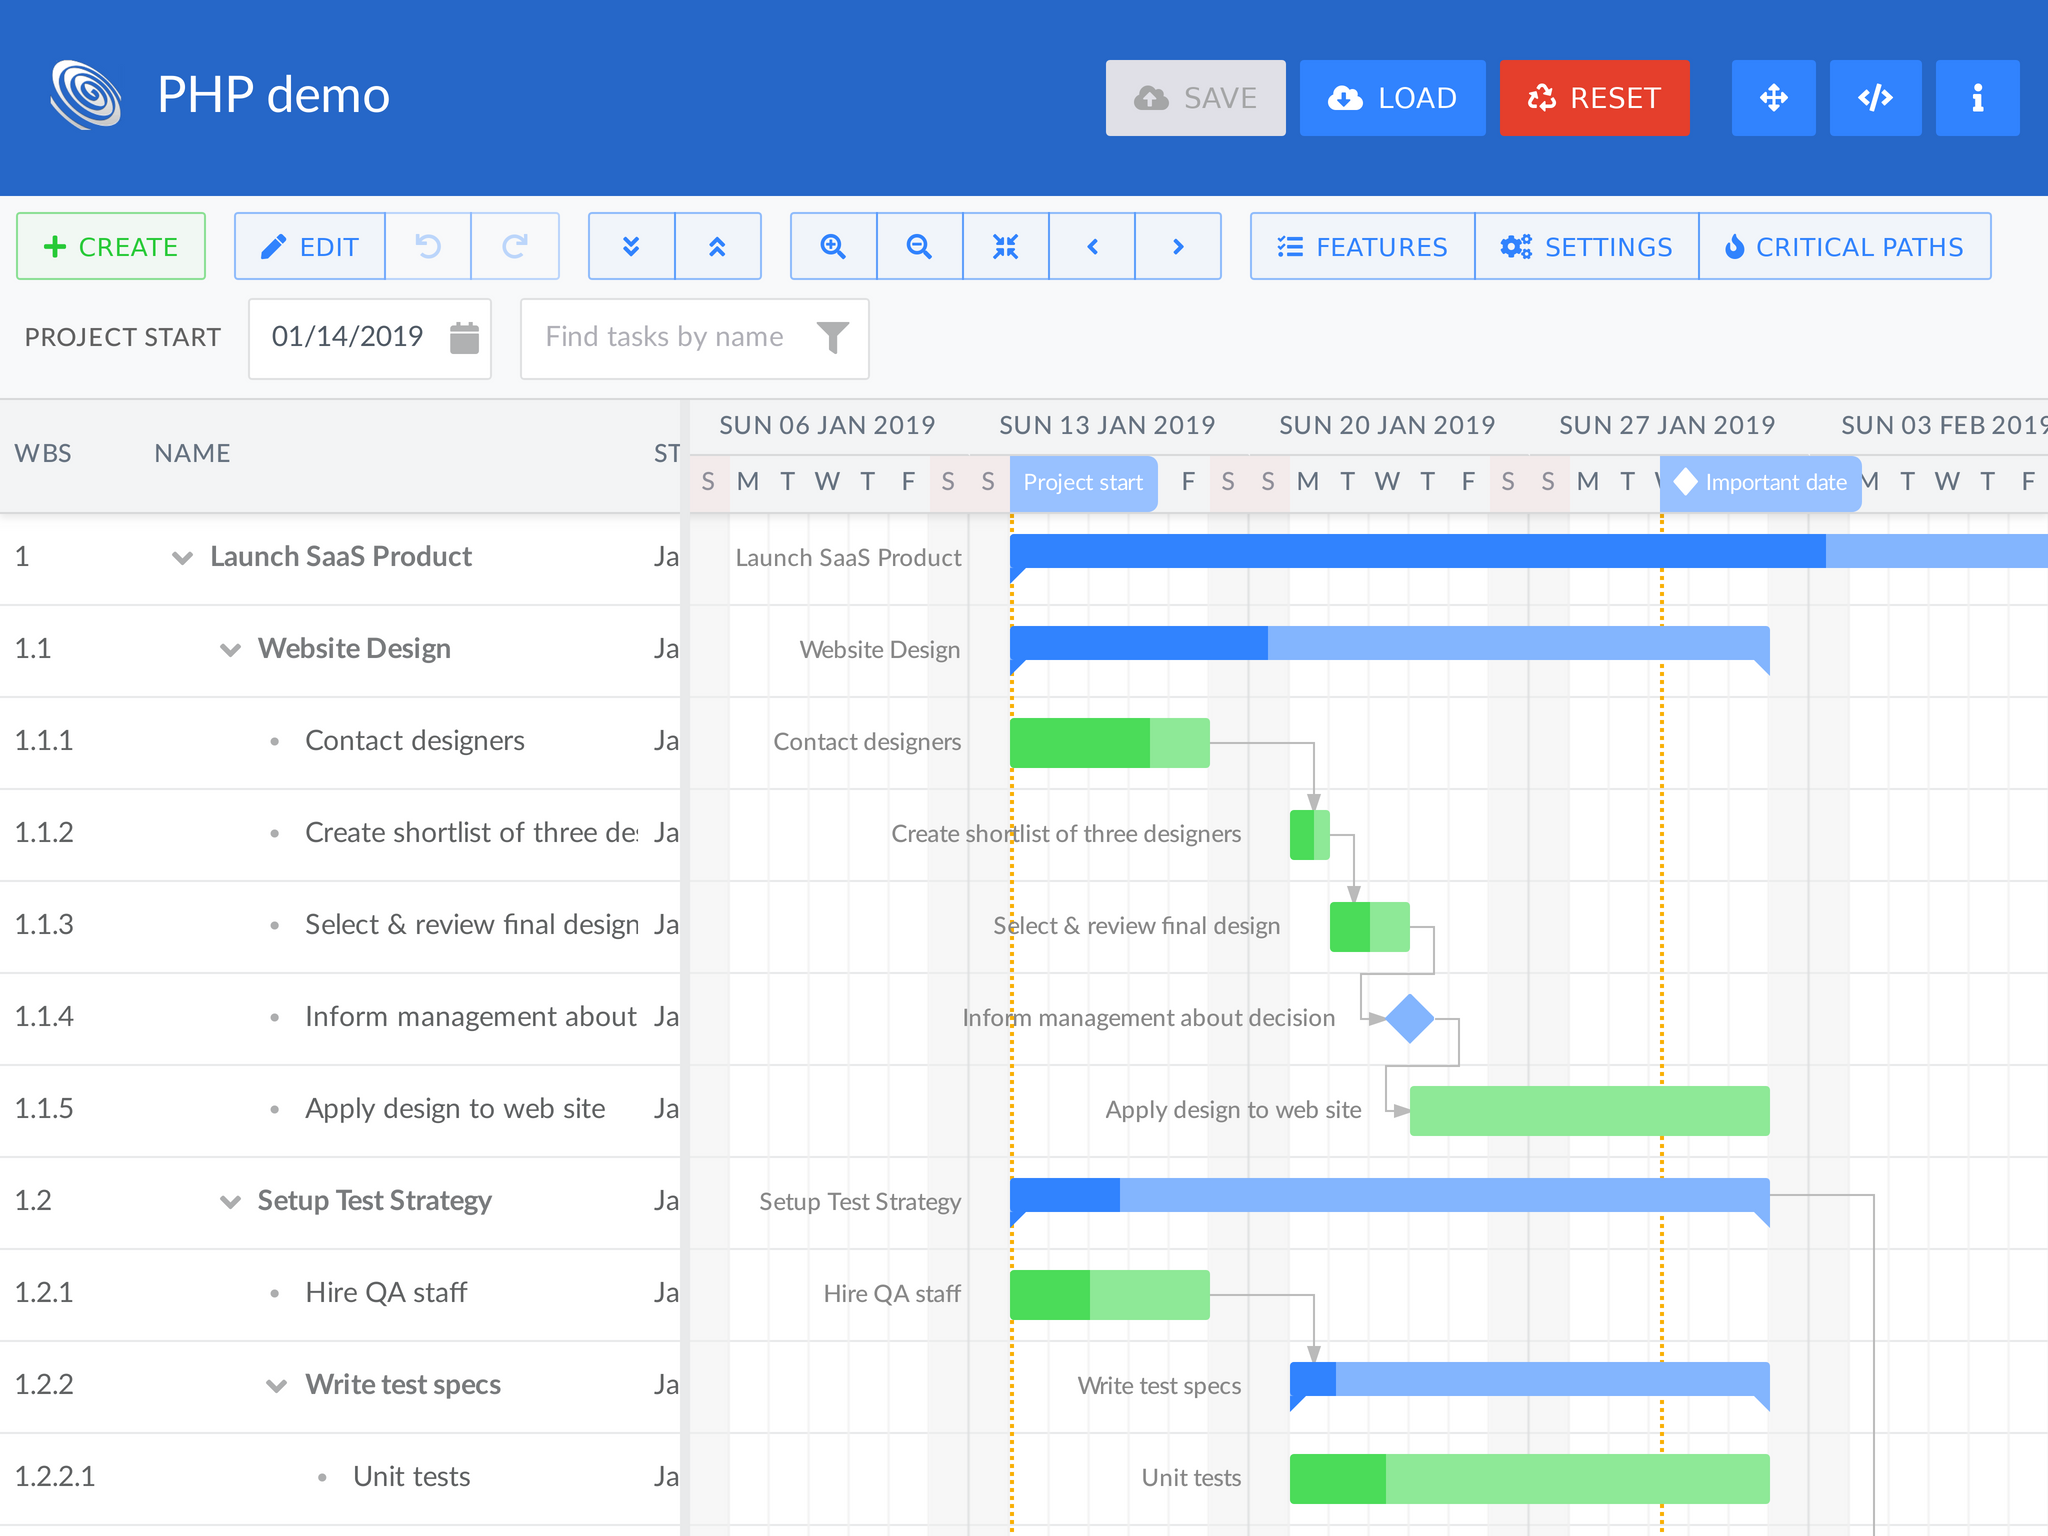 PHP demo
SAVE LOAD RESET
CREATE EDIT FEATURES SETTINGS CRITICAL PATHS
PROJECT START 01/14/2019 Find tasks by name
WBS NAME ST SUN 06 JAN 2019 SUN 13 JAN 2019 SUN 20 JAN 2019 SUN 27 JAN 2019 SUN 03 FEB 2019
S M T W T F S S Project start F S S M T W T F S S M T Important date M T W T F
1 Launch SaaS Product Ja Launch SaaS Product
1.1 Website Design Ja Website Design
1.1.1 Contact designers Ja Contact designers
1.1.2 Create shortlist of three des Ja Create shortlist of three designers
1.1.3 Select & review final design Ja Select & review final design
1.1.4 Inform management about Ja Inform management about decision
1.1.5 Apply design to web site Ja Apply design to web site
1.2 Setup Test Strategy Ja Setup Test Strategy
1.2.1 Hire QA staff Ja Hire QA staff
1.2.2 Write test specs Ja Write test specs
1.2.2.1 Unit tests Ja Unit tests